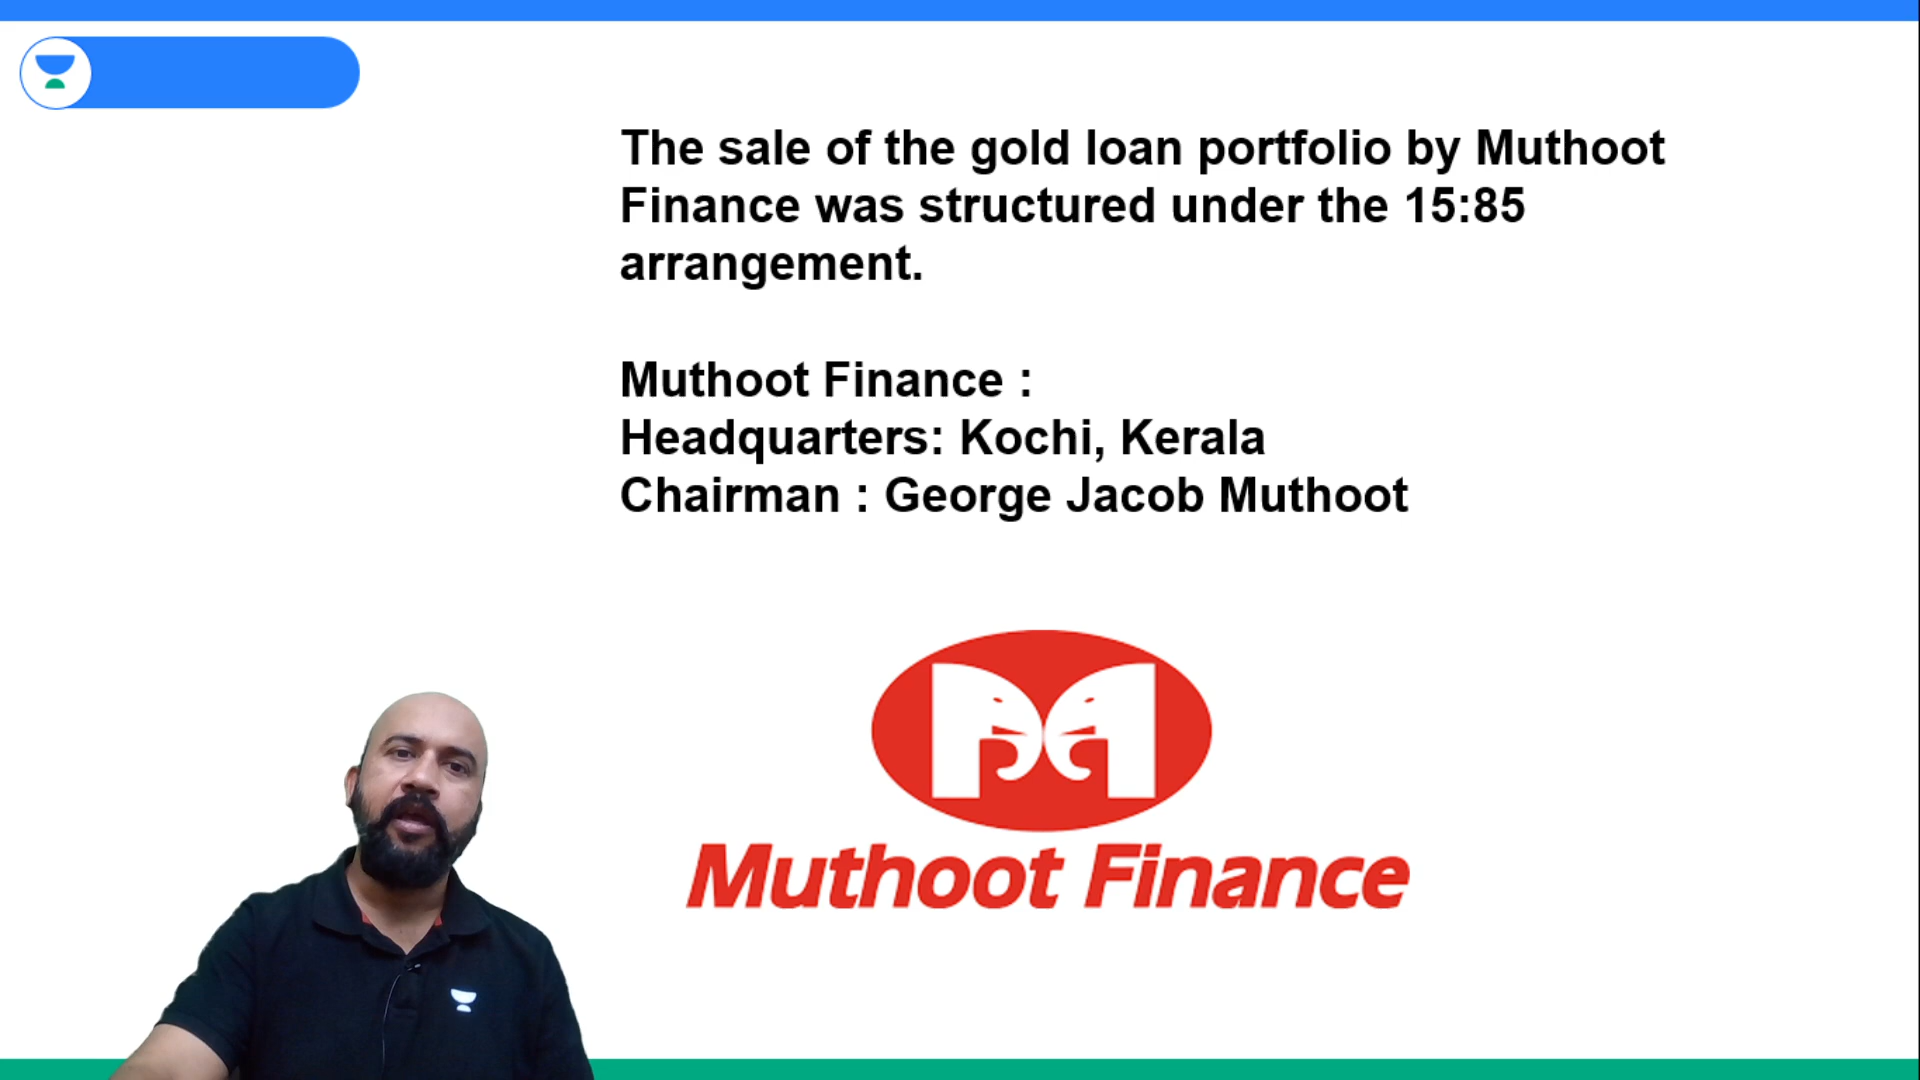 The sale of the gold loan portfolio by Muthoot
Finance was structured under the 15:85
arrangement.
Muthoot Finance :
Headquarters: Kochi, Kerala
Chairman : George Jacob Muthoot
Muthoot Finance